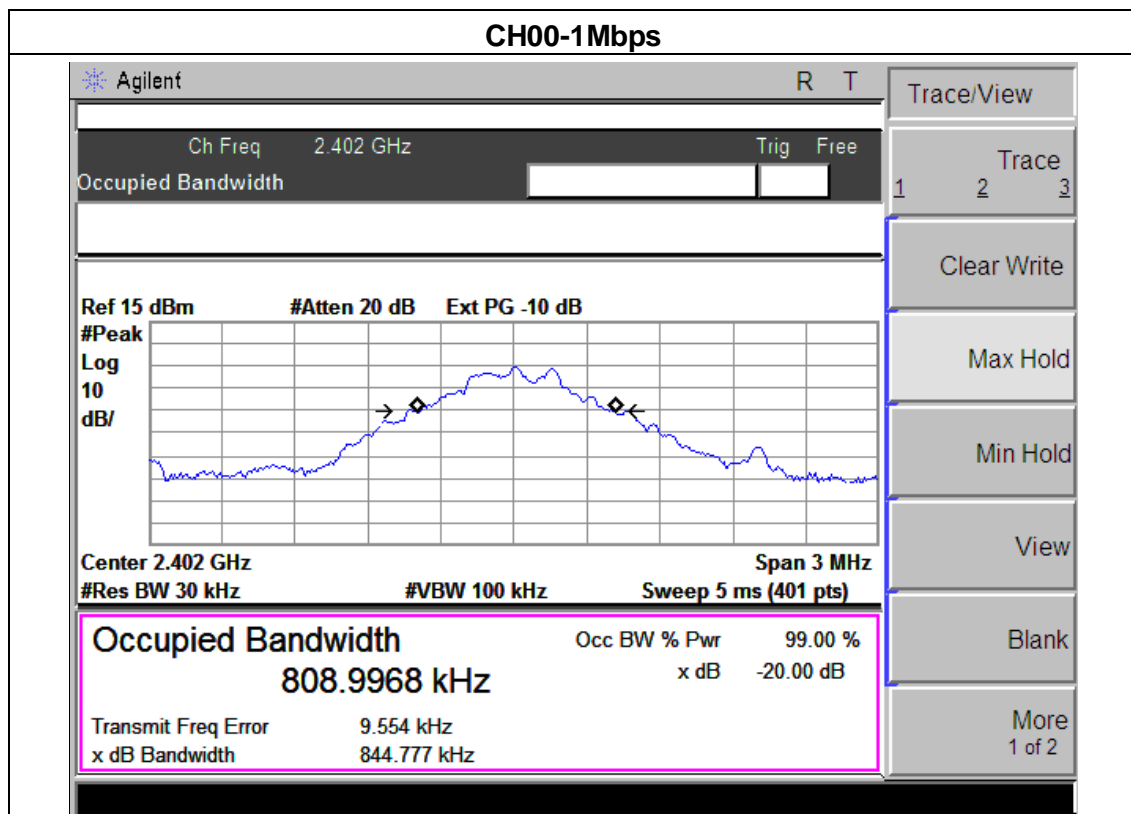 CH00-1Mbps
Agilent R T
Trace/View
Ch Freq 2.402 GHz Trig Free
Occupied Bandwidth
Trace
1 2 3
Clear Write
Max Hold
Min Hold
View
Blank
More
1 of 2
Ref 15 dBm #Atten 20 dB Ext PG -10 dB
#Peak
Log
10
dB/
Center 2.402 GHz Span 3 MHz
#Res BW 30 kHz #VBW 100 kHz Sweep 5 ms (401 pts)
Occupied Bandwidth Occ BW % Pwr 99.00 %
808.9968 kHz x dB -20.00 dB
Transmit Freq Error 9.554 kHz
x dB Bandwidth 844.777 kHz